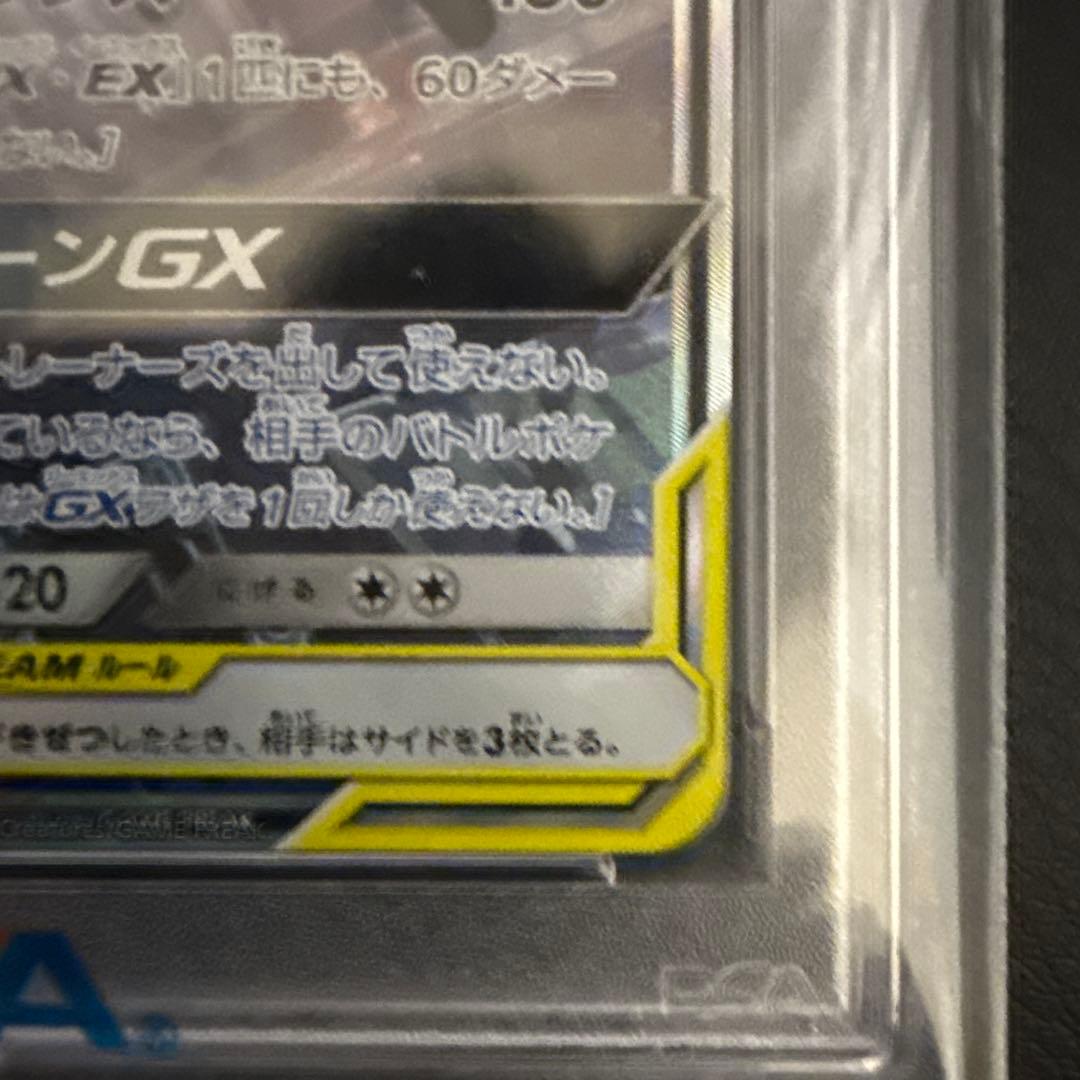 EX」1匹にも、60ダメー
ない。]
ーンGX
トレーナーズを出して使えない。
ているなら、相手のバトルポケ
はGXワザを1回しか使えない。]
20 にげる
EAM ルール
きぜつしたとき、相手はサイドを3枚とる。
Creatures/GAME FREAK
A